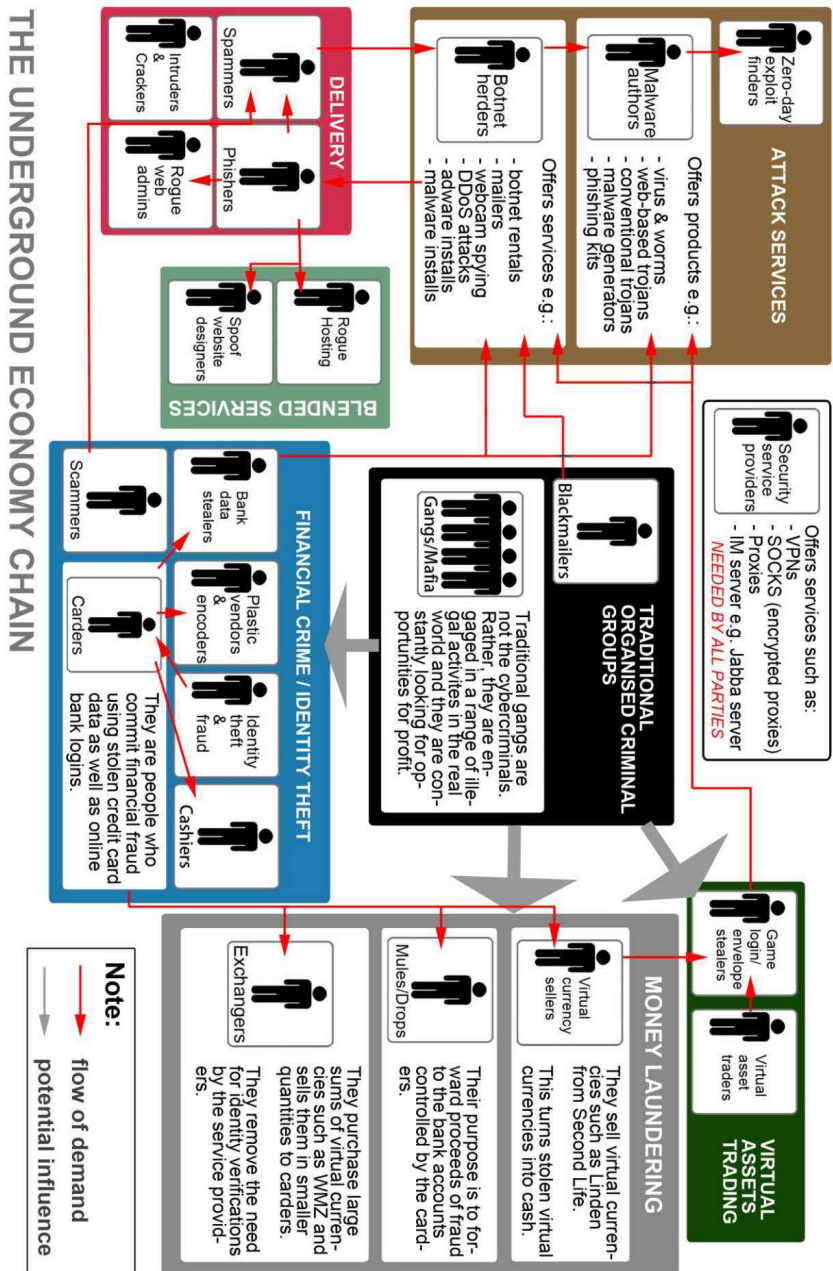 THE UNDERGROUND ECONOMY CHAIN
ATTACK SERVICES
Zero-day
exploit
finders
Malware
authors
Offers products e.g.:
- virus & worms
- web-based trojans
- conventional trojans
- malware generators
- phishing kits
Botnet
herders
Offers services e.g.:
- botnet rentals
- mailers
- webcam spying
- DDoS attacks
- adware installs
- malware installs
DELIVERY
Spammers
Phishers
Intruders
&
Crackers
Rogue
web
admins
BLENDED SERVICES
Rogue
Hosting
Spoof
website
designers
Security
service
providers
Offers services such as:
- VPNs
- SOCKS (encrypted proxies)
- Proxies
- IM server e.g. Jabba server
NEEDED BY ALL PARTIES
TRADITIONAL
ORGANISED CRIMINAL
GROUPS
Blackmailers
Gangs/Mafia
Traditional gangs are
not the cybercriminals.
Rather, they are en-
gaged in a range of ille-
gal activites in the real
world and they are con-
stantly looking for op-
portunities for profit.
FINANCIAL CRIME / IDENTITY THEFT
Bank
data
stealers
Plastic
vendors
&
encoders
Identity
theft
&
fraud
Cashiers
Scammers
Carders
They are people who
commit financial fraud
using stolen credit card
data as well as online
bank logins.
VIRTUAL
ASSETS
TRADING
Game
login/
envelope
stealers
Virtual
asset
traders
MONEY LAUNDERING
Virtual
currency
sellers
They sell virtual curren-
cies such as Linden
from Second Life.
This turns stolen virtual
currencies into cash.
Mules/Drops
Their purpose is to for-
ward proceeds of fraud
to the bank accounts
controlled by the card-
ers.
Exchangers
They purchase large
sums of virtual curren-
cies such as WMZ and
sells them in smaller
quantities to carders.
They remove the need
for identity verifications
by the service provid-
ers.
Note:
flow of demand
potential influence